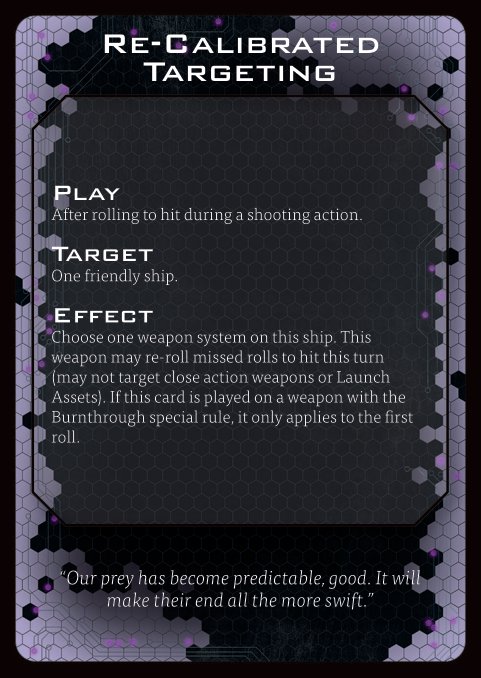 Re-Calibrated
Targeting
Play
After rolling to hit during a shooting action.
Target
One friendly ship.
Effect
Choose one weapon system on this ship. This
weapon may re-roll missed rolls to hit this turn
(may not target close action weapons or Launch
Assets). If this card is played on a weapon with the
Burnthrough special rule, it only applies to the first
roll.
“Our prey has become predictable, good. It will
make their end all the more swift.”